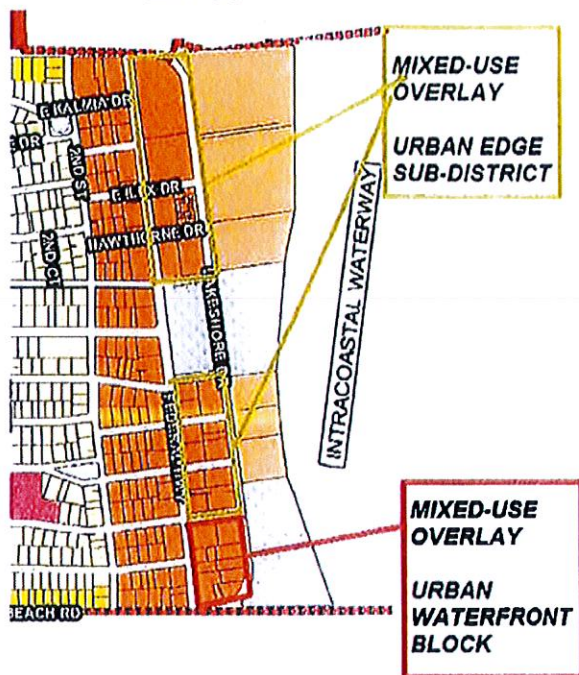 MIXED-USE
OVERLAY
URBAN EDGE
SUB-DISTRICT
E KALMIA DR
2ND ST
E ILEX DR
HAWTHORNE DR
2ND CT
LAKESHORE DR
INTRACOASTAL WATERWAY
FEDERAL HWY
MIXED-USE
OVERLAY
URBAN
WATERFRONT
BLOCK
BEACH RD